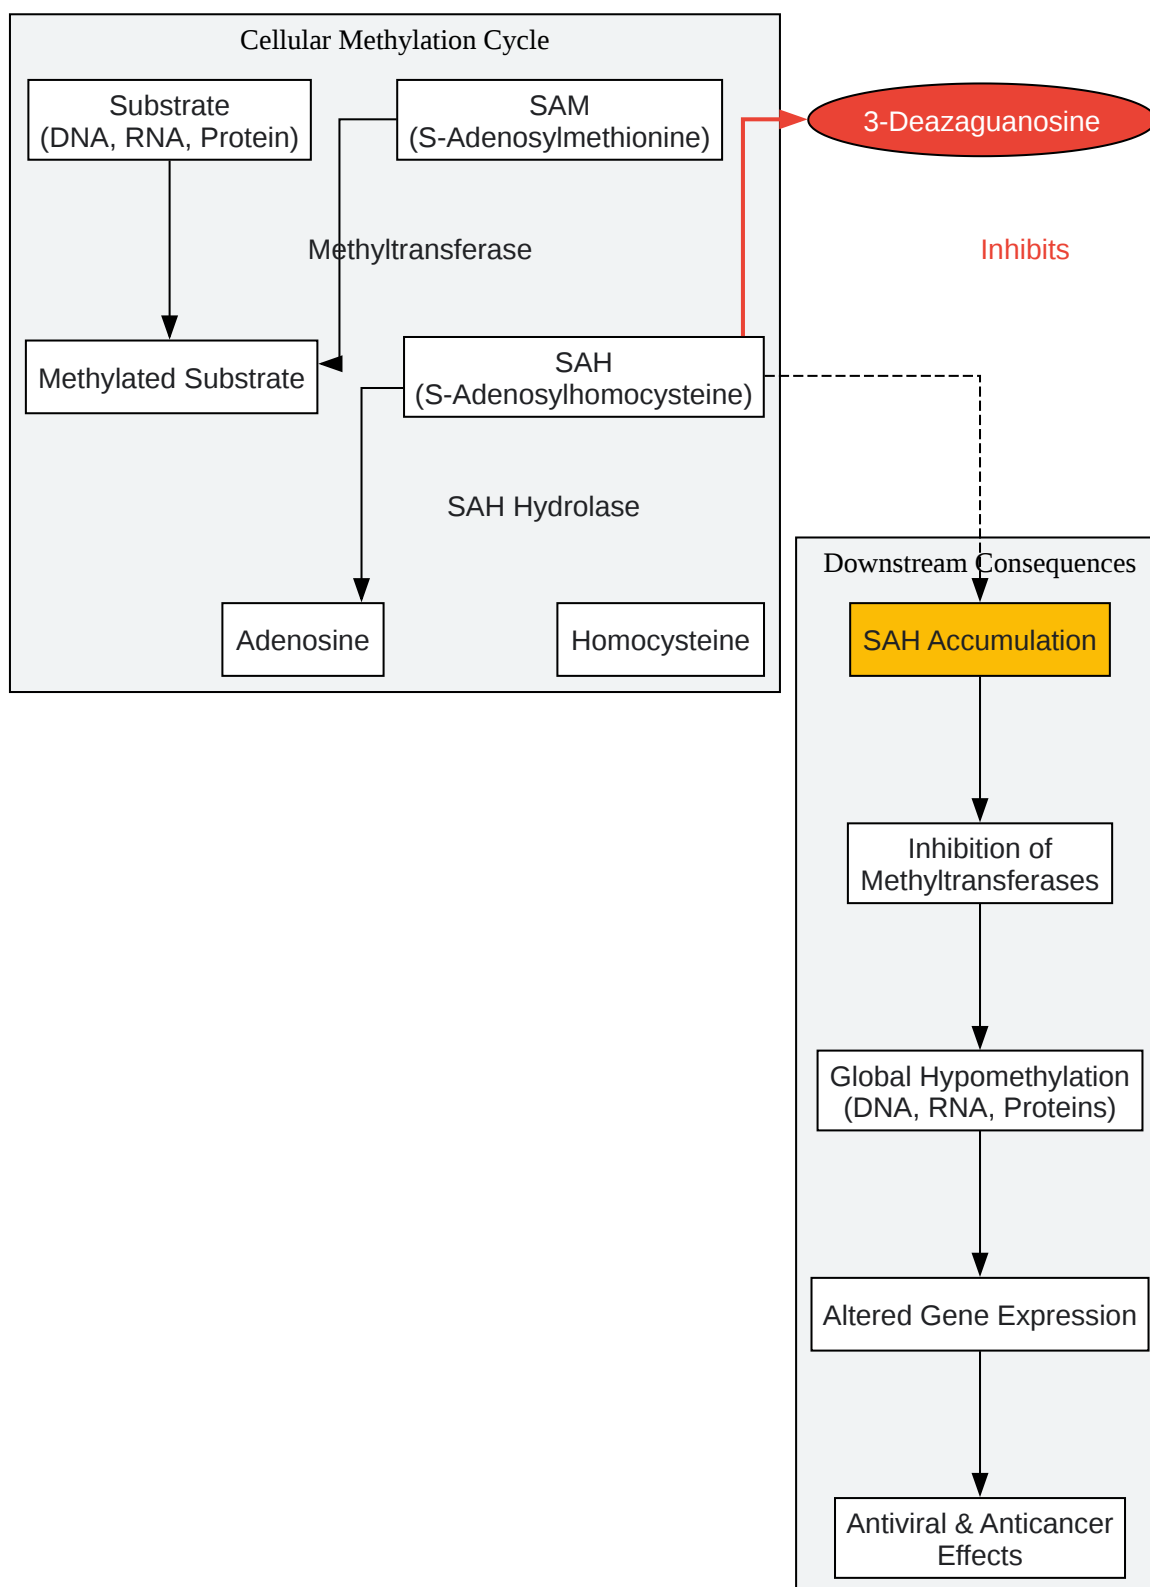 Cellular Methylation Cycle
Substrate
(DNA, RNA, Protein)
SAM
(S-Adenosylmethionine)
3-Deazaguanosine
Methyltransferase
Inhibits
Methylated Substrate
SAH
(S-Adenosylhomocysteine)
SAH Hydrolase
Adenosine
Homocysteine
Downstream Consequences
SAH Accumulation
Inhibition of
Methyltransferases
Global Hypomethylation
(DNA, RNA, Proteins)
Altered Gene Expression
Antiviral & Anticancer
Effects